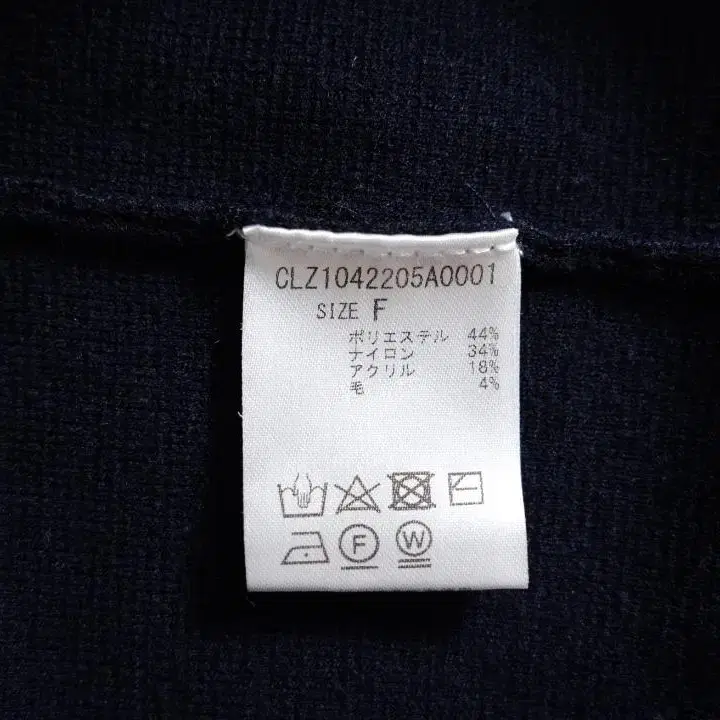 CLZ1042205A0001
SIZE F
ポリエステル 44%
ナイロン 34%
アクリル 18%
毛 4%
F W